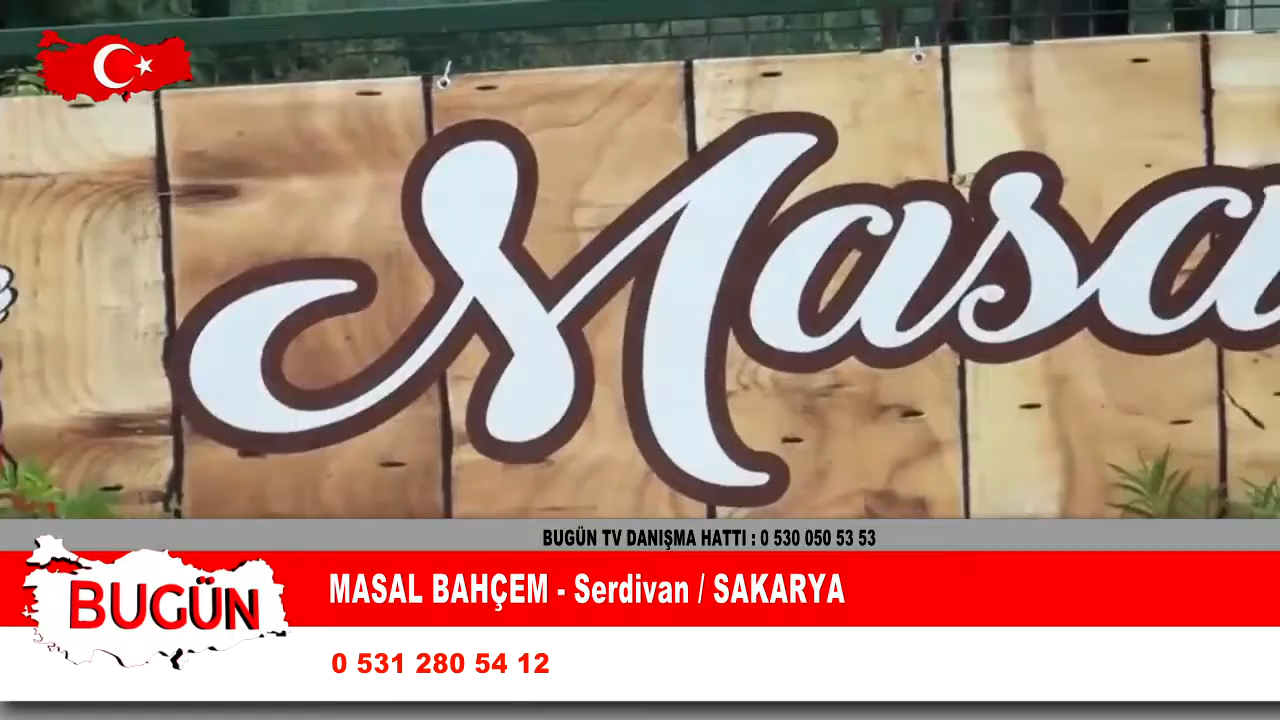 Masa
BUGÜN TV DANIŞMA HATTI : 0 530 050 53 53
BUGÜN
MASAL BAHÇEM - Serdivan / SAKARYA
0 531 280 54 12